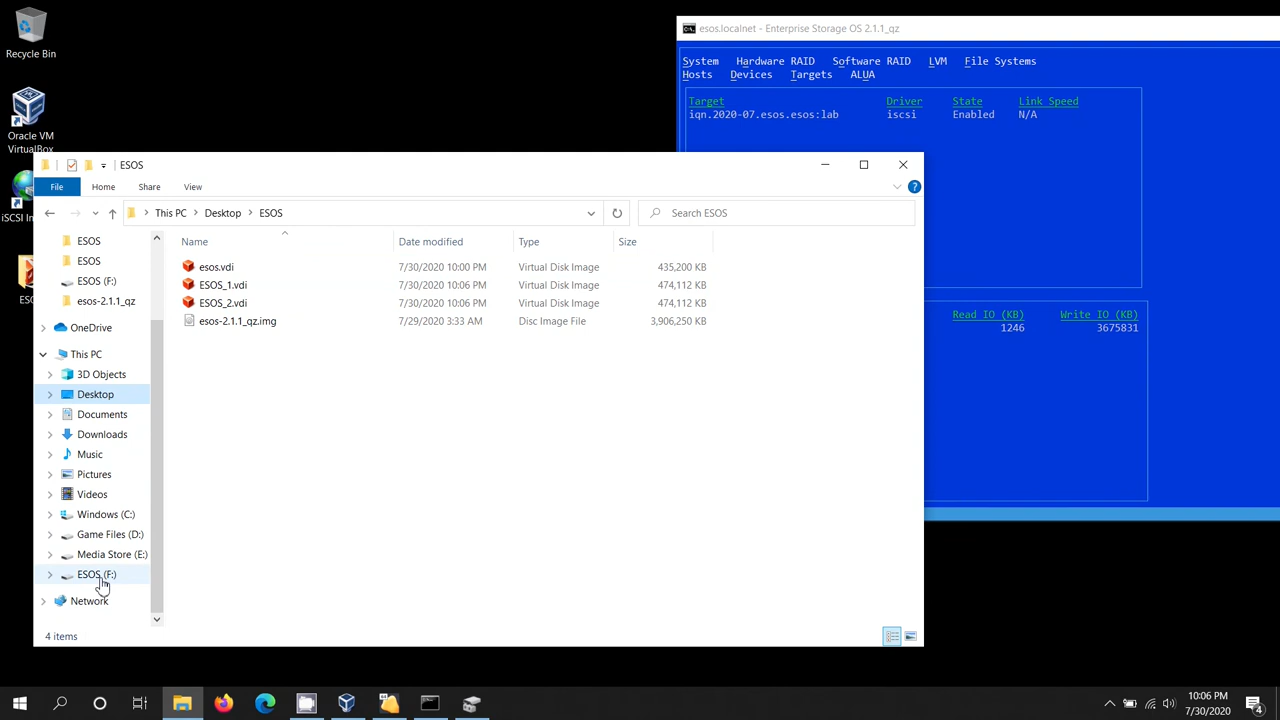 Recycle Bin
Oracle VM
VirtualBox
iSCSI In
ESO
esos.localnet - Enterprise Storage OS 2.1.1_qz
System Hardware RAID Software RAID LVM File Systems
Hosts Devices Targets ALUA
Target Driver State Link Speed
iqn.2020-07.esos.esos:lab iscsi Enabled N/A
Read IO (KB) Write IO (KB)
1246 3675831
ESOS
File Home Share View
This PC Desktop ESOS
Search ESOS
ESOS
ESOS
ESOS (F:)
esos-2.1.1_qz
OneDrive
This PC
3D Objects
Desktop
Documents
Downloads
Music
Pictures
Videos
Windows (C:)
Game Files (D:)
Media Store (E:)
ESOS (F:)
Network
Name Date modified Type Size
esos.vdi 7/30/2020 10:00 PM Virtual Disk Image 435,200 KB
ESOS_1.vdi 7/30/2020 10:06 PM Virtual Disk Image 474,112 KB
ESOS_2.vdi 7/30/2020 10:06 PM Virtual Disk Image 474,112 KB
esos-2.1.1_qz.img 7/29/2020 3:33 AM Disc Image File 3,906,250 KB
4 items
10:06 PM
7/30/2020
4